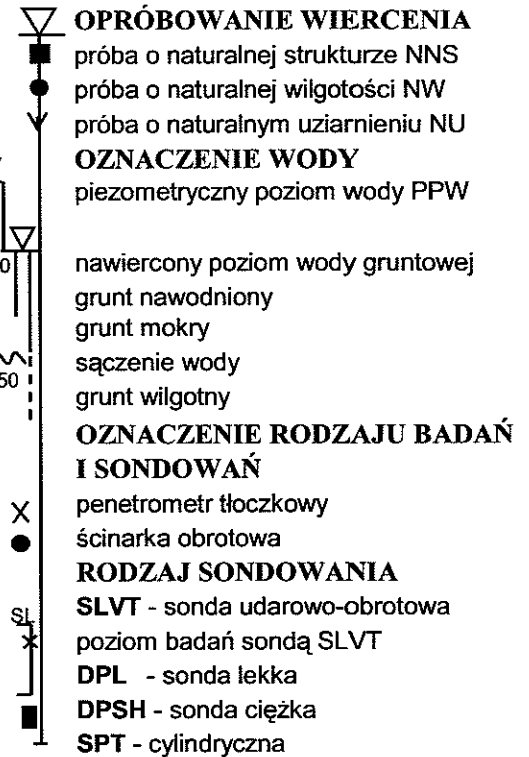 OPRÓBOWANIE WIERCENIA
próba o naturalnej strukturze NNS
próba o naturalnej wilgotości NW
próba o naturalnym uziarnieniu NU
OZNACZENIE WODY
piezometryczny poziom wody PPW
nawiercony poziom wody gruntowej
grunt nawodniony
grunt mokry
sączenie wody
50
grunt wilgotny
OZNACZENIE RODZAJU BADAŃ
I SONDOWAŃ
penetrometr tłoczkowy
ścinarka obrotowa
RODZAJ SONDOWANIA
SL
SLVT - sonda udarowo-obrotowa
poziom badań sondą SLVT
DPL - sonda lekka
DPSH - sonda ciężka
SPT - cylindryczna